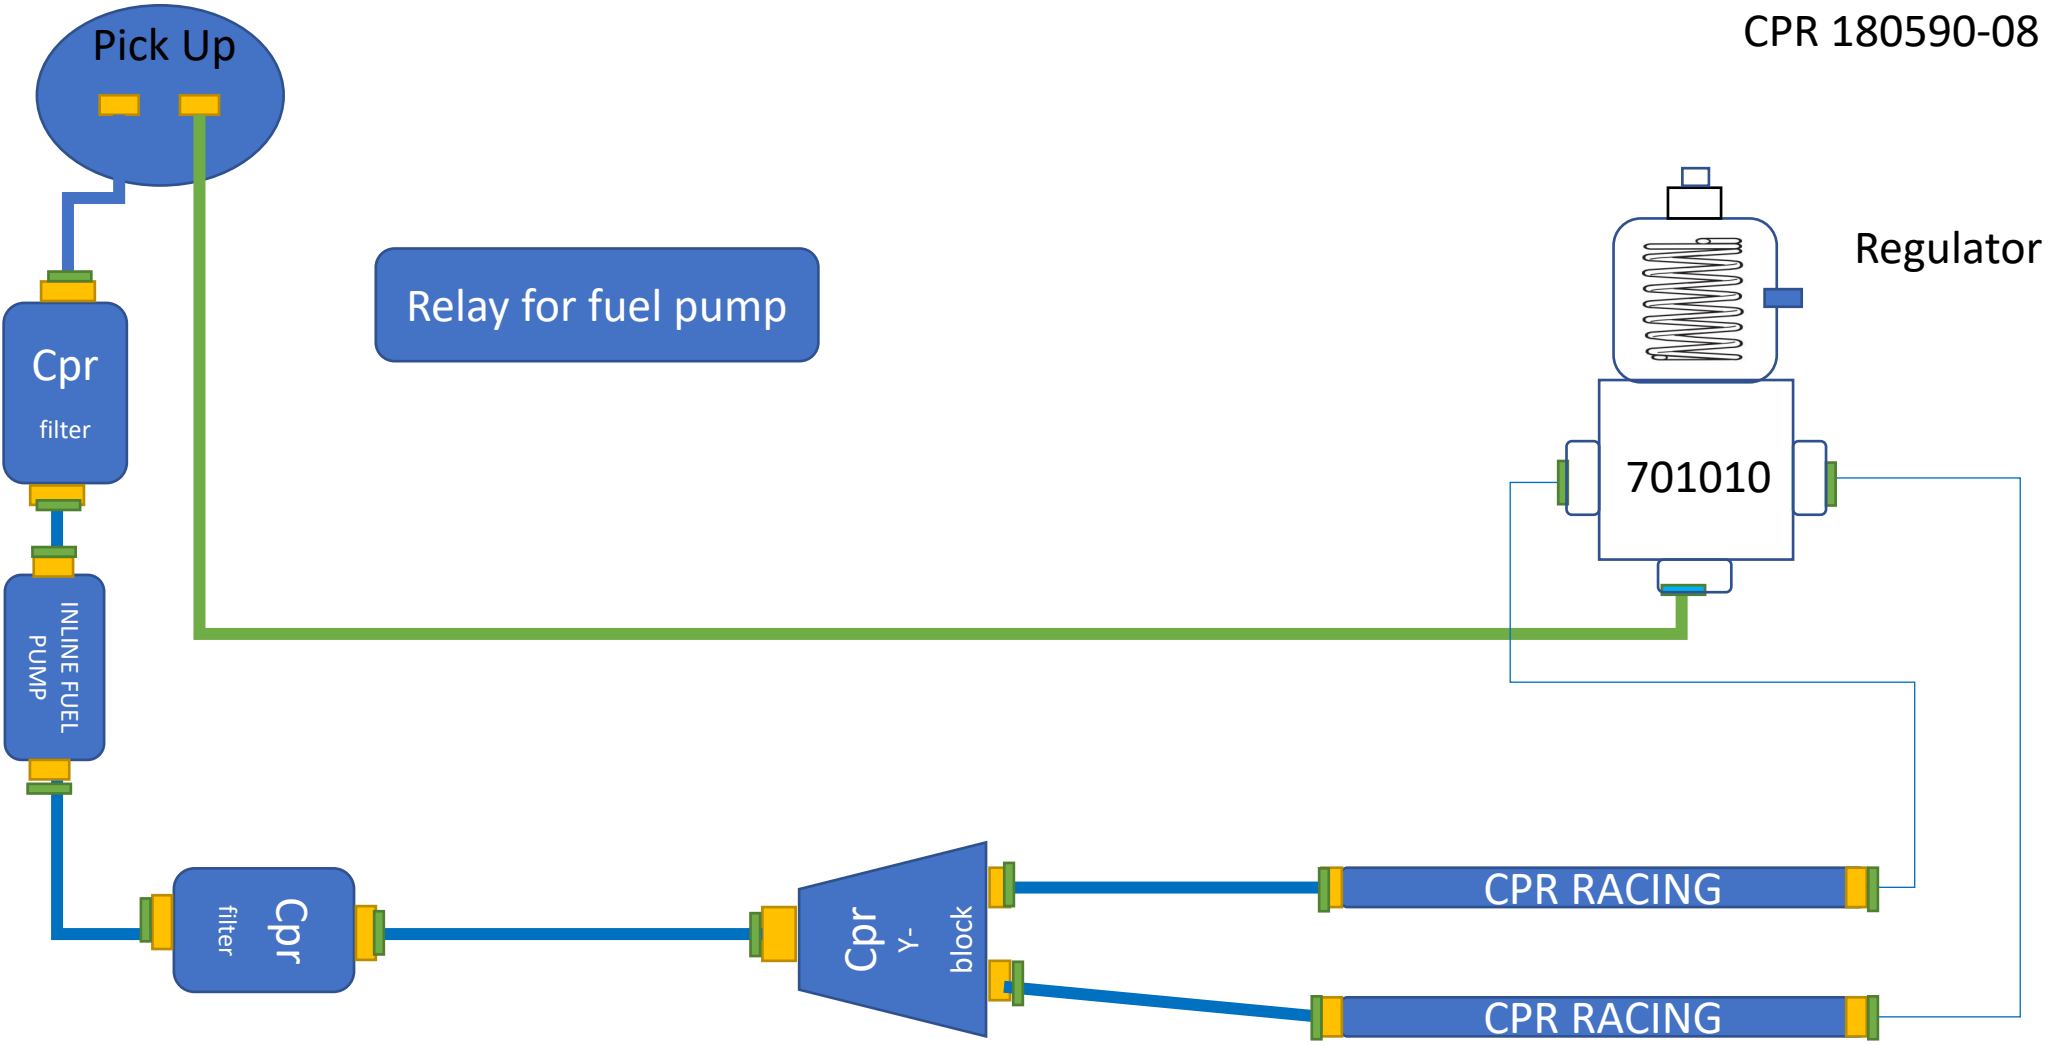 Pick Up
CPR 180590-08
Regulator
Relay for fuel pump
Cpr
filter
701010
INLINE FUEL
PUMP
Cpr
filter
Cpr
Y-
block
CPR RACING
CPR RACING